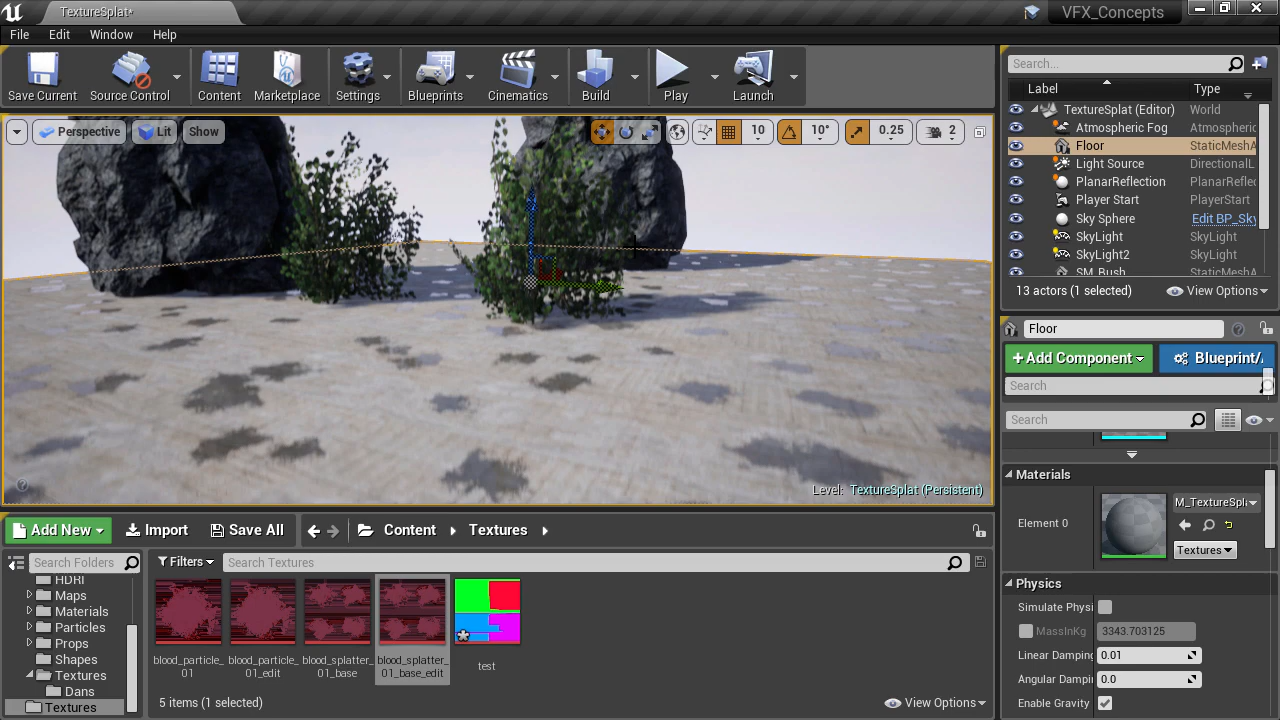 TextureSplat*
VFX_Concepts
File Edit Window Help
Save Current
Source Control
Content
Marketplace
Settings
Blueprints
Cinematics
Build
Play
Launch
Perspective
Lit
Show
10
10°
0.25
2
Level: TextureSplat (Persistent)
Search...
Label Type
TextureSplat (Editor) World
Atmospheric Fog Atmospheric
Floor StaticMeshA
Light Source DirectionalL
PlanarReflection PlanarReflec
Player Start PlayerStart
Sky Sphere Edit BP_Sky
SkyLight SkyLight
SkyLight2 SkyLight
SM_Bush StaticMeshA
13 actors (1 selected) View Options
Floor
Add Component Blueprint/A
Search
Search
Materials
Element 0
M_TextureSpl
Textures
Physics
Simulate Physi
MassInKg 3343.703125
Linear Dampin 0.01
Angular Dampi 0.0
Enable Gravity
Add New Import Save All Content Textures
Search Folders
Filters Search Textures
HDRI
Maps
Materials
Particles
Props
Shapes
Textures
Dans
Textures
blood_particle_
01
blood_particle_
01_edit
blood_splatter_
01_base
blood_splatter_
01_base_edit
test
5 items (1 selected) View Options